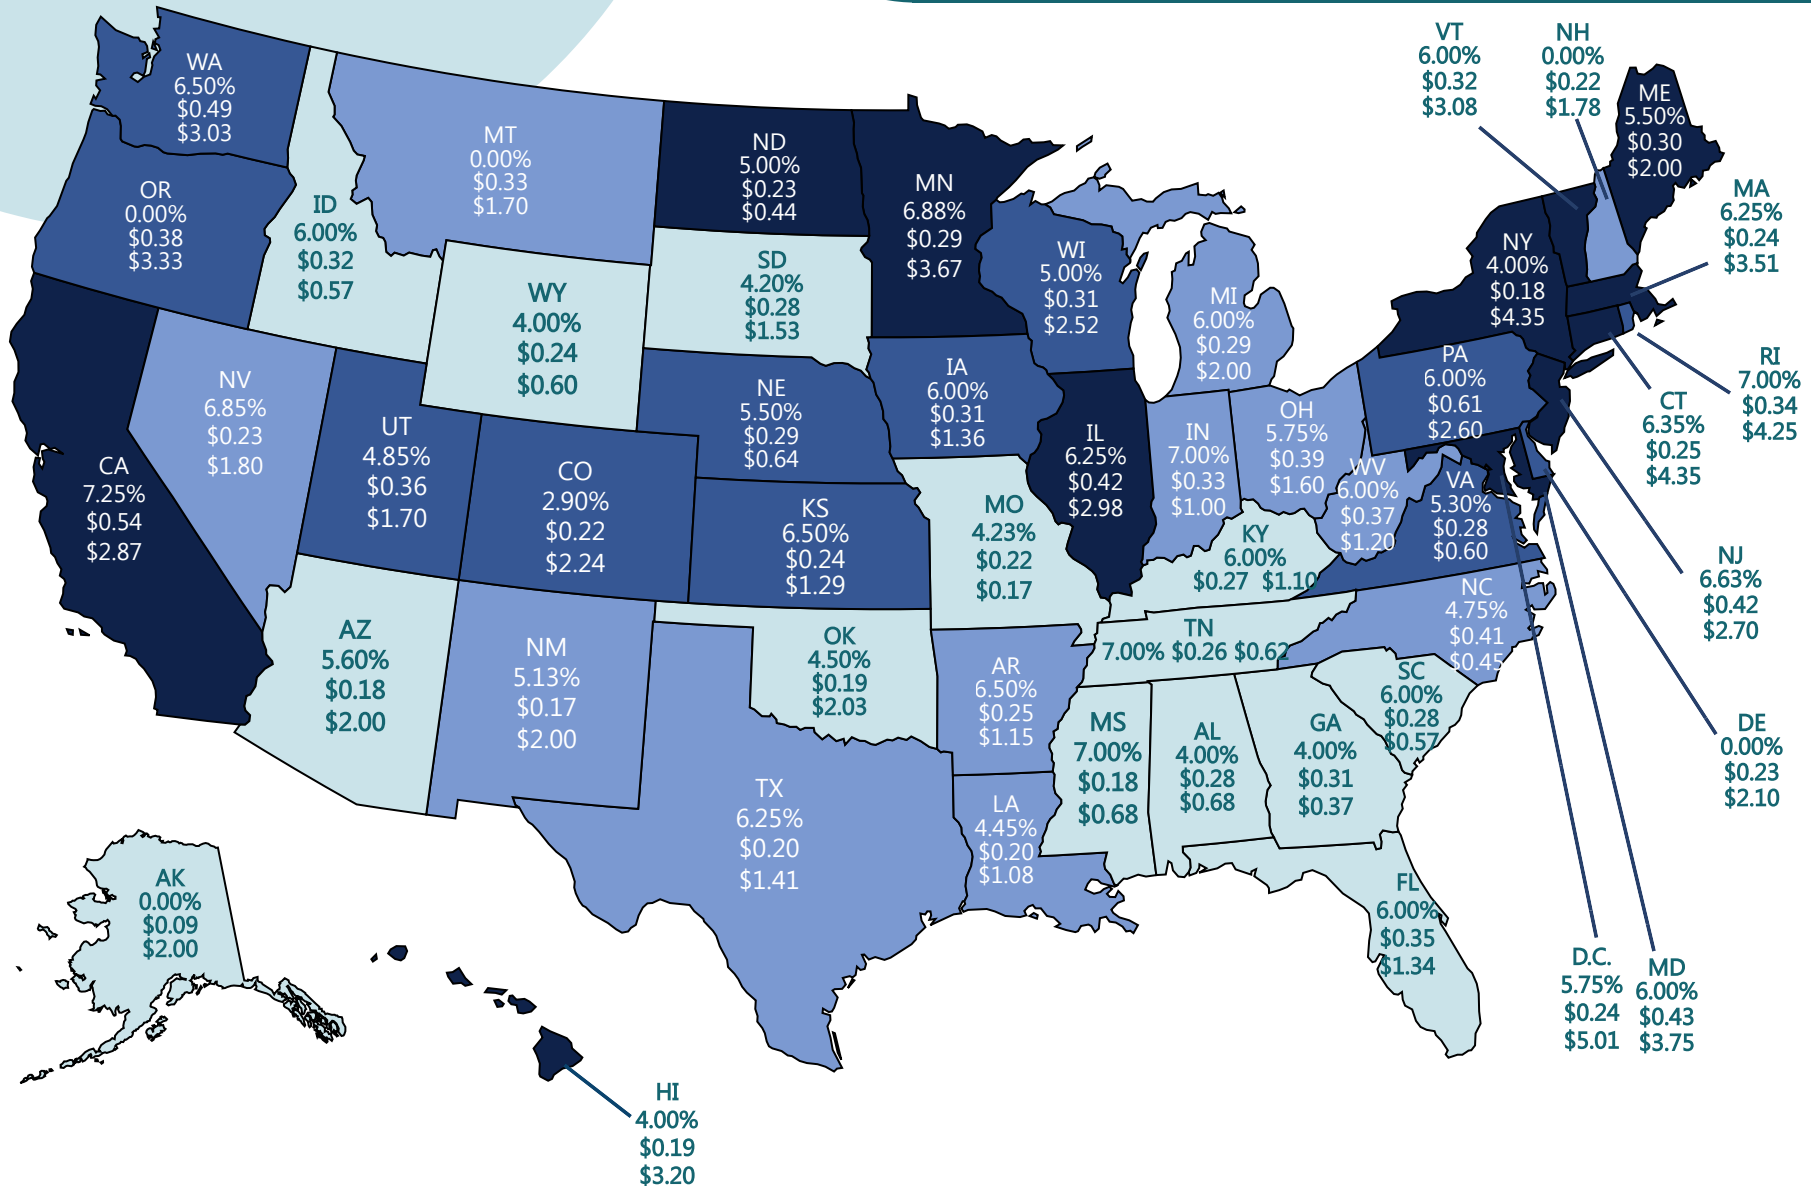 WA
6.50%
$0.49
$3.03
OR
0.00%
$0.38
$3.33
CA
7.25%
$0.54
$2.87
ID
6.00%
$0.32
$0.57
NV
6.85%
$0.23
$1.80
MT
0.00%
$0.33
$1.70
WY
4.00%
$0.24
$0.60
UT
4.85%
$0.36
$1.70
CO
2.90%
$0.22
$2.24
AZ
5.60%
$0.18
$2.00
NM
5.13%
$0.17
$2.00
ND
5.00%
$0.23
$0.44
SD
4.20%
$0.28
$1.53
NE
5.50%
$0.29
$0.64
KS
6.50%
$0.24
$1.29
OK
4.50%
$0.19
$2.03
TX
6.25%
$0.20
$1.41
MN
6.88%
$0.29
$3.67
IA
6.00%
$0.31
$1.36
MO
4.23%
$0.22
$0.17
AR
6.50%
$0.25
$1.15
LA
4.45%
$0.20
$1.08
WI
5.00%
$0.31
$2.52
IL
6.25%
$0.42
$2.98
MI
6.00%
$0.29
$2.00
IN
7.00%
$0.33
$1.00
OH
5.75%
$0.39
$1.60
KY
6.00%
$0.27 $1.10
TN
7.00% $0.26 $0.62
MS
7.00%
$0.18
$0.68
AL
4.00%
$0.28
$0.68
GA
4.00%
$0.31
$0.37
FL
6.00%
$0.35
$1.34
SC
6.00%
$0.28
$0.57
NC
4.75%
$0.41
$0.45
WV
6.00%
$0.37
$1.20
VA
5.30%
$0.28
$0.60
PA
6.00%
$0.61
$2.60
NY
4.00%
$0.18
$4.35
VT
6.00%
$0.32
$3.08
NH
0.00%
$0.22
$1.78
ME
5.50%
$0.30
$2.00
MA
6.25%
$0.24
$3.51
RI
7.00%
$0.34
$4.25
CT
6.35%
$0.25
$4.35
NJ
6.63%
$0.42
$2.70
DE
0.00%
$0.23
$2.10
D.C.
5.75%
$0.24
$5.01
MD
6.00%
$0.43
$3.75
AK
0.00%
$0.09
$2.00
HI
4.00%
$0.19
$3.20